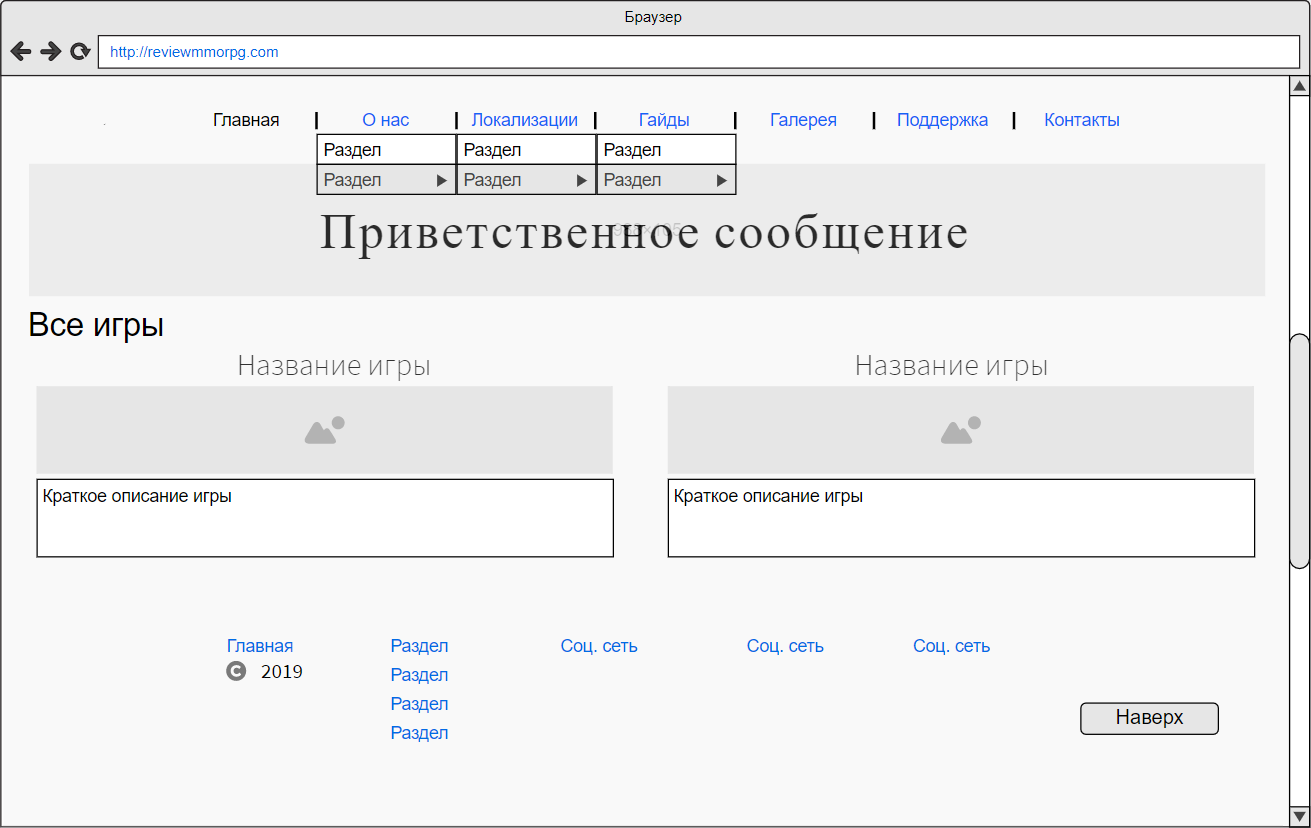 Браузер
http://reviewmmorpg.com
Главная О нас Локализации Гайды Галерея Поддержка Контакты
Раздел Раздел Раздел
Раздел Раздел Раздел
Приветственное сообщение
Все игры
Название игры Название игры
Краткое описание игры Краткое описание игры
Главная Раздел Соц. сеть Соц. сеть Соц. сеть
© 2019
Раздел
Раздел
Раздел
Наверх